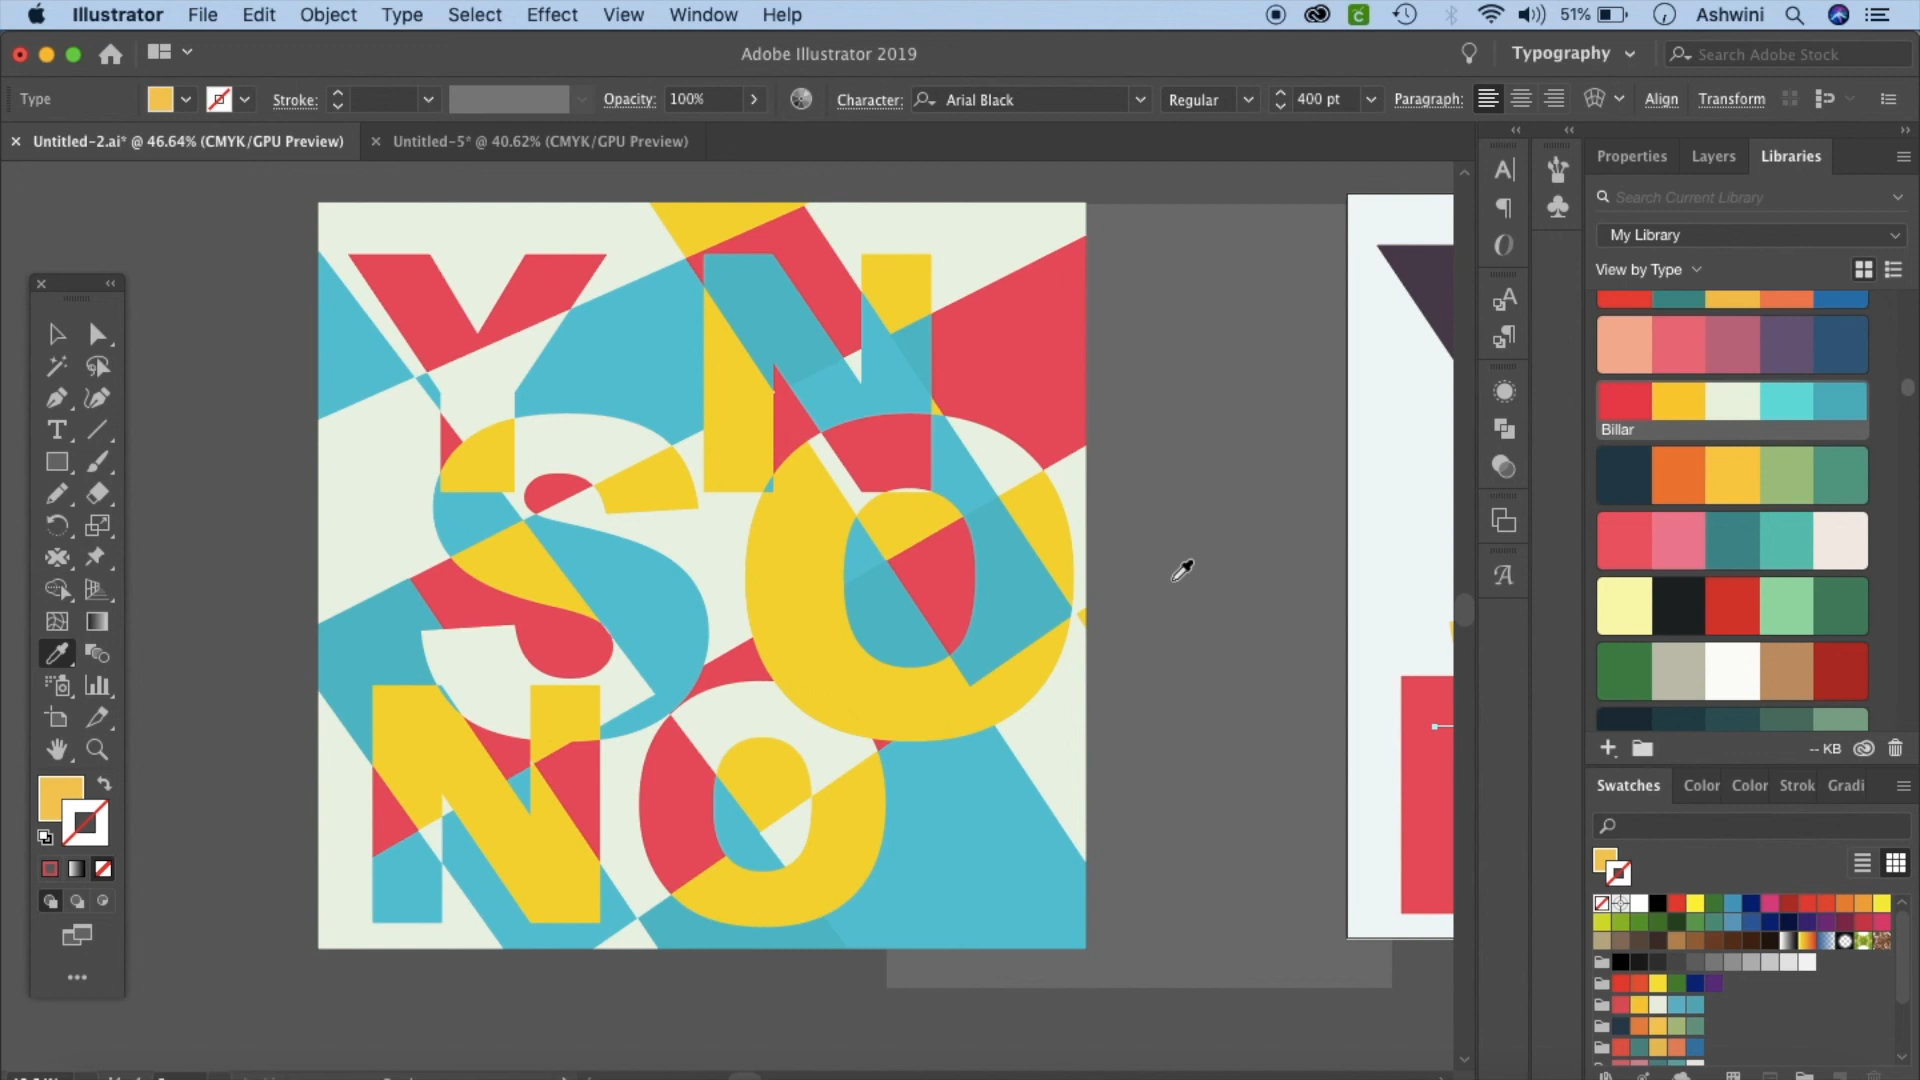 Illustrator File Edit Object Type Select Effect View Window Help 51% Ashwini
Adobe Illustrator 2019 Typography Search Adobe Stock
Type Stroke: Opacity: 100% Character: Arial Black Regular 400 pt Paragraph: Align Transform
Untitled-2.ai* @ 46.64% (CMYK/GPU Preview) Untitled-5* @ 40.62% (CMYK/GPU Preview)
Properties Layers Libraries
Search Current Library
My Library
View by Type
Billar
-- KB
Swatches Color Color Strok Gradi
Y N
S O
N O